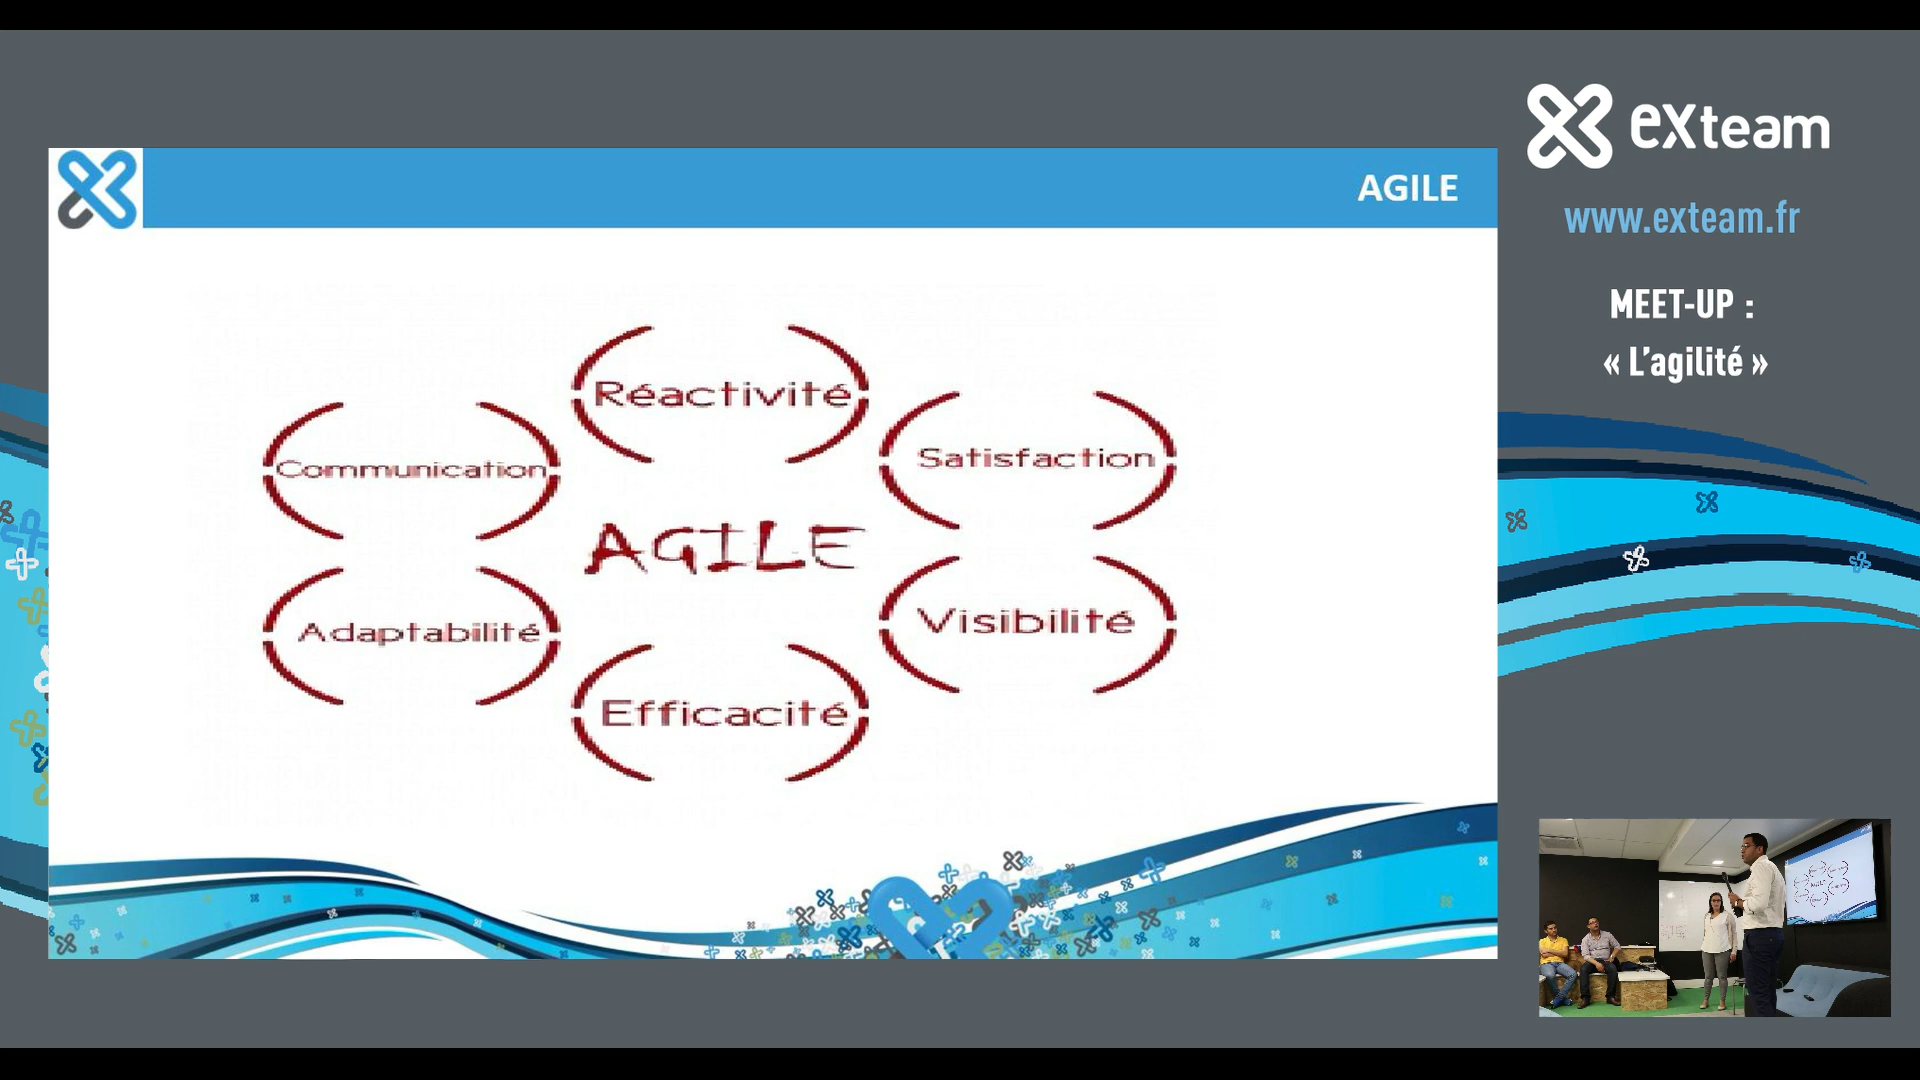 AGILE
Réactivité
Communication
Satisfaction
AGILE
Adaptabilité
Visibilité
Efficacité
eXteam
www.exteam.fr
MEET-UP :
« L’agilité »